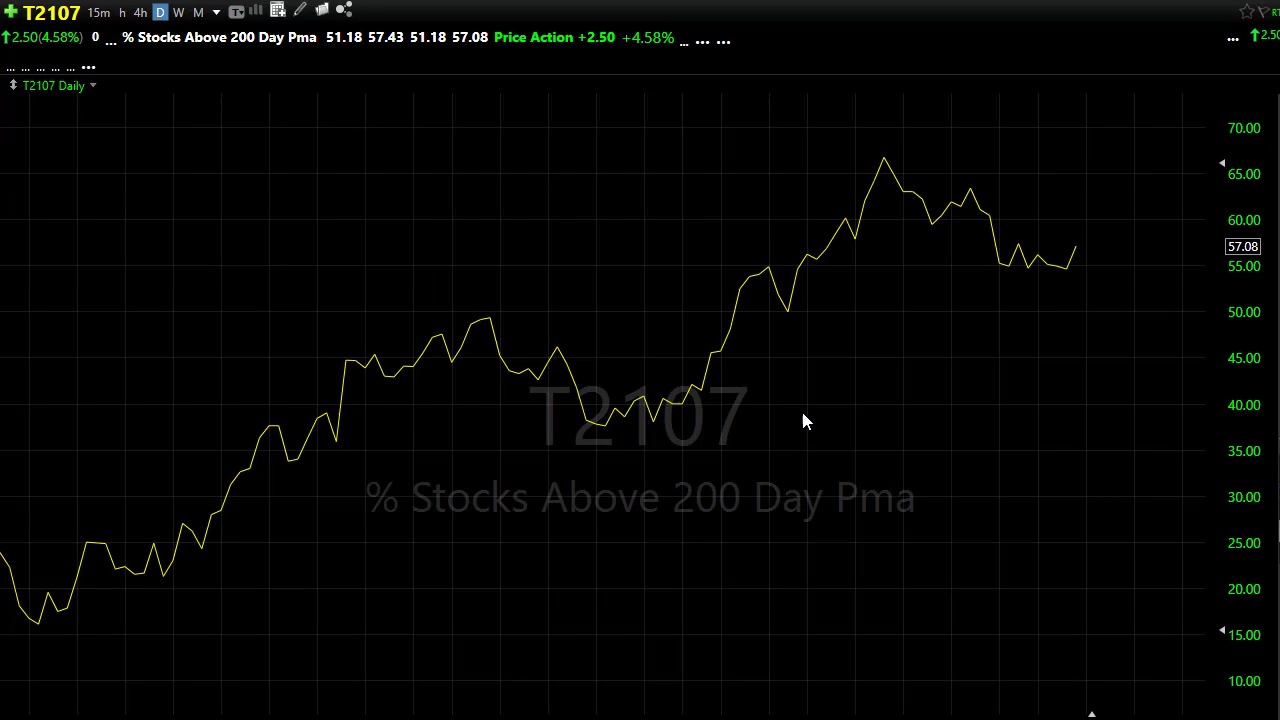 T2107 15m h 4h D W M T
2.50(4.58%) 0 ... % Stocks Above 200 Day Pma 51.18 57.43 51.18 57.08 Price Action +2.50 +4.58% ... ... ... ... 2.50
... ... ... ... ... ...
T2107 Daily
70.00
65.00
60.00
57.08
55.00
50.00
45.00
40.00
T2107
35.00
30.00
% Stocks Above 200 Day Pma
25.00
20.00
15.00
10.00